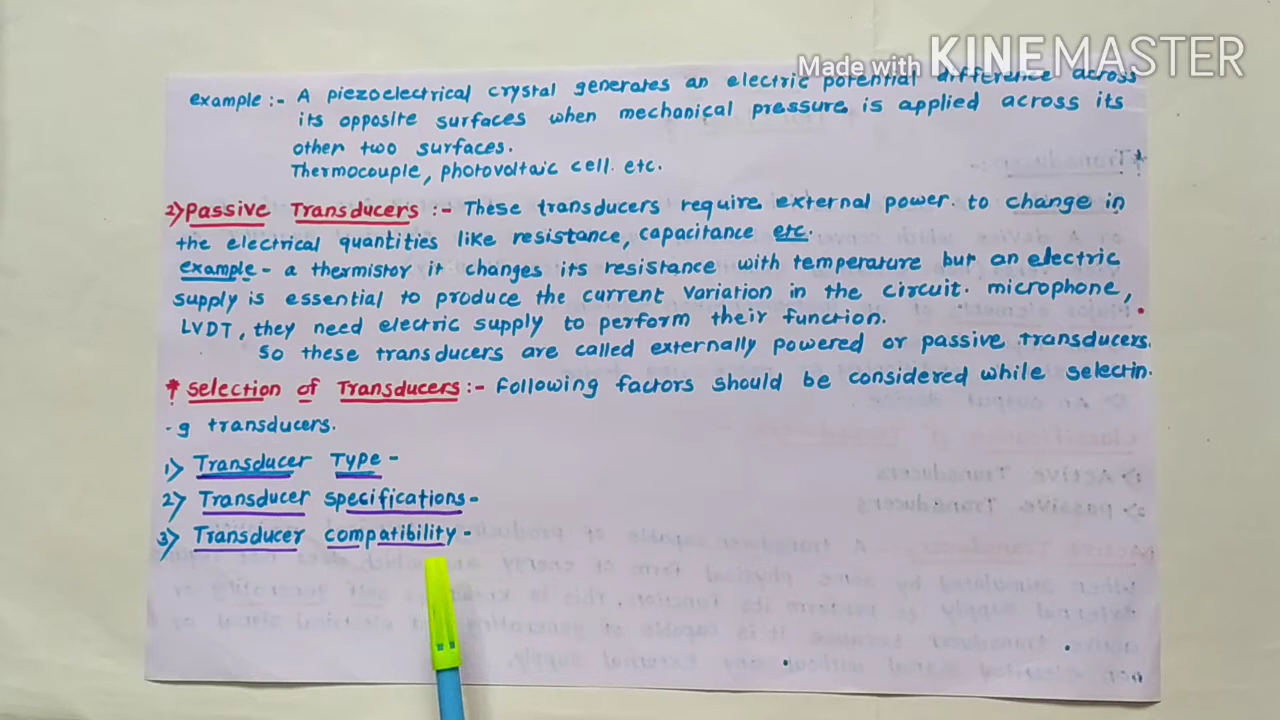 Made with KINEMASTER
example :- A piezoelectrical crystal generates an electric potential difference across
its opposite surfaces when mechanical pressure is applied across its
other two surfaces.
Thermocouple, photovoltaic cell. etc.
2) Passive Transducers :- These transducers require external power to change in
the electrical quantities like resistance, capacitance etc.
example - a thermistor it changes its resistance with temperature but an electric
supply is essential to produce the current variation in the circuit. microphone,
LVDT, they need electric supply to perform their function.
So these transducers are called externally powered or passive transducers.
* Selection of Transducers :- Following factors should be considered while selectin.
-g transducers.
1) Transducer Type -
2) Transducer specifications -
3) Transducer compatibility -